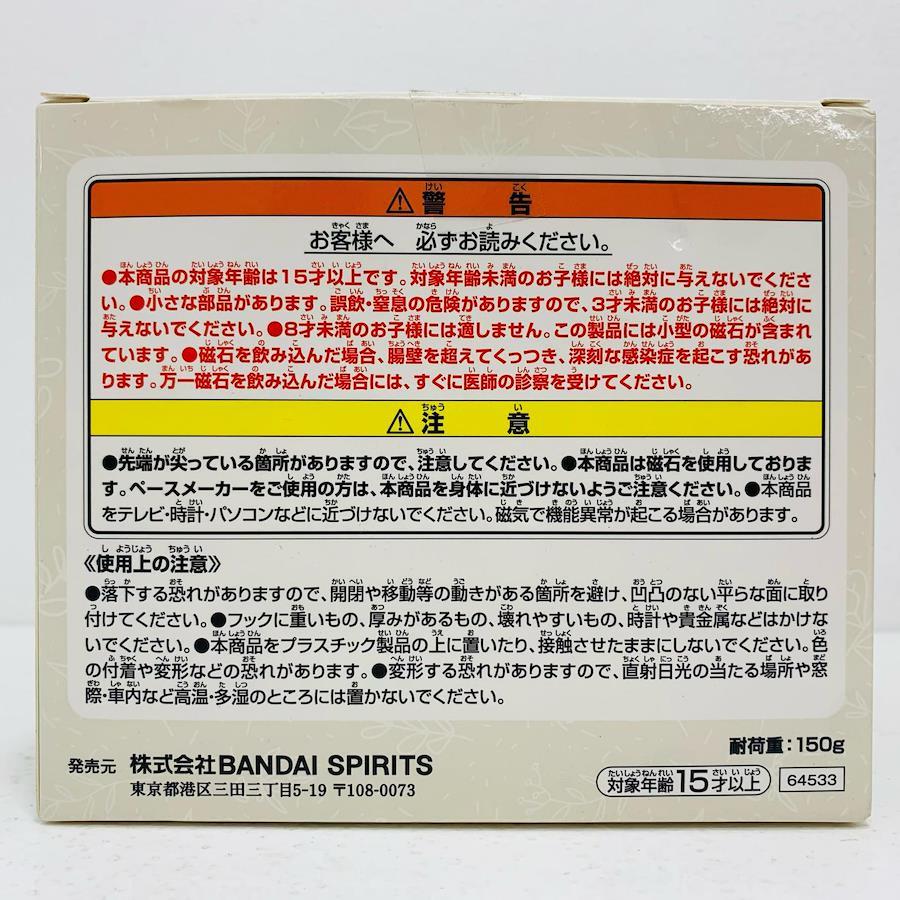 ⚠警告
お客様へ 必ずお読みください。
●本商品の対象年齢は15才以上です。対象年齢未満のお子様には絶対に与えないでくださ
い。●小さな部品があります。誤飲・窒息の危険がありますので、3才未満のお子様には絶対に
与えないでください。●8才未満のお子様には適しません。この製品には小型の磁石が含まれ
ています。●磁石を飲み込んだ場合、腸壁を超えてくっつき、深刻な感染症を起こす恐れがあ
ります。万一磁石を飲み込んだ場合には、すぐに医師の診察を受けてください。
⚠注意
●先端が尖っている箇所がありますので、注意してください。●本商品は磁石を使用しておりま
す。ペースメーカーをご使用の方は、本商品を身体に近づけないようご注意ください。●本商品
をテレビ・時計・パソコンなどに近づけないでください。磁気で機能異常が起こる場合があります。
《使用上の注意》
●落下する恐れがありますので、開閉や移動等の動きがある箇所を避け、凹凸のない平らな面に取り
付けてください。●フックに重いもの、厚みがあるもの、壊れやすいもの、時計や貴金属などはかけな
いでください。●本商品をプラスチック製品の上に置いたり、接触させたままにしないでください。色
の付着や変形などの恐れがあります。●変形する恐れがありますので、直射日光の当たる場所や窓
際・車内など高温・多湿のところには置かないでください。
耐荷重:150g
発売元 株式会社BANDAI SPIRITS
東京都港区三田三丁目5-19 〒108-0073
対象年齢15才以上
64533